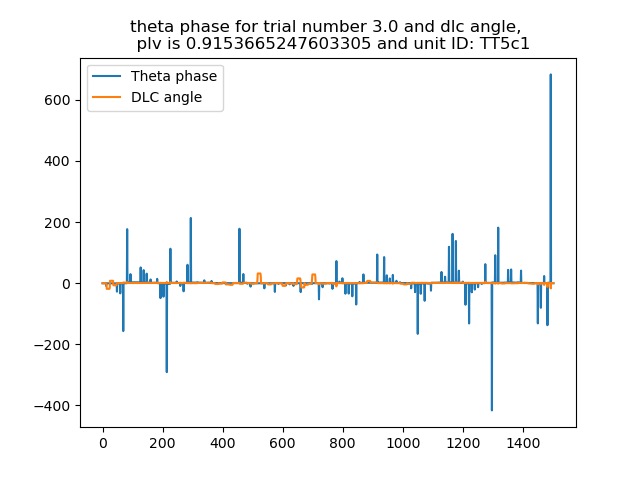 theta phase for trial number 3.0 and dlc angle,
plv is 0.9153665247603305 and unit ID: TT5c1
Theta phase
DLC angle
600
400
200
0
−200
−400
0 200 400 600 800 1000 1200 1400